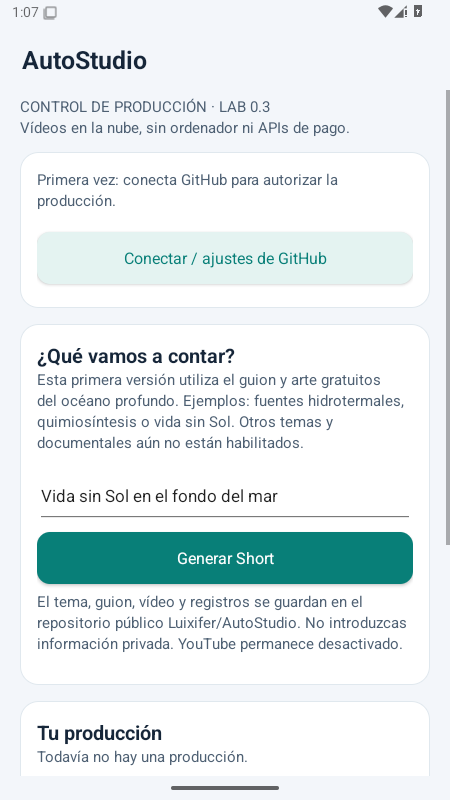 1:07
AutoStudio
CONTROL DE PRODUCCIÓN · LAB 0.3
Vídeos en la nube, sin ordenador ni APIs de pago.
Primera vez: conecta GitHub para autorizar la
producción.
Conectar / ajustes de GitHub
¿Qué vamos a contar?
Esta primera versión utiliza el guion y arte gratuitos
del océano profundo. Ejemplos: fuentes hidrotermales,
quimiosíntesis o vida sin Sol. Otros temas y
documentales aún no están habilitados.
Vida sin Sol en el fondo del mar
Generar Short
El tema, guion, vídeo y registros se guardan en el
repositorio público Luixifer/AutoStudio. No introduzcas
información privada. YouTube permanece desactivado.
Tu producción
Todavía no hay una producción.